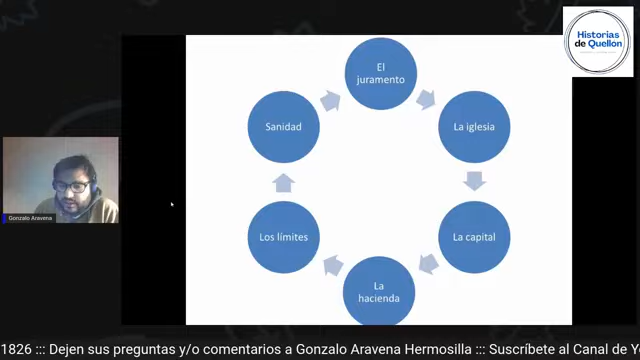 Historias
de Quellon
El
juramento
Sanidad
La iglesia
Los límites
La capital
La
hacienda
Gonzalo Aravena
1826 ::: Dejen sus preguntas y/o comentarios a Gonzalo Aravena Hermosilla ::: Suscríbete al Canal de Y